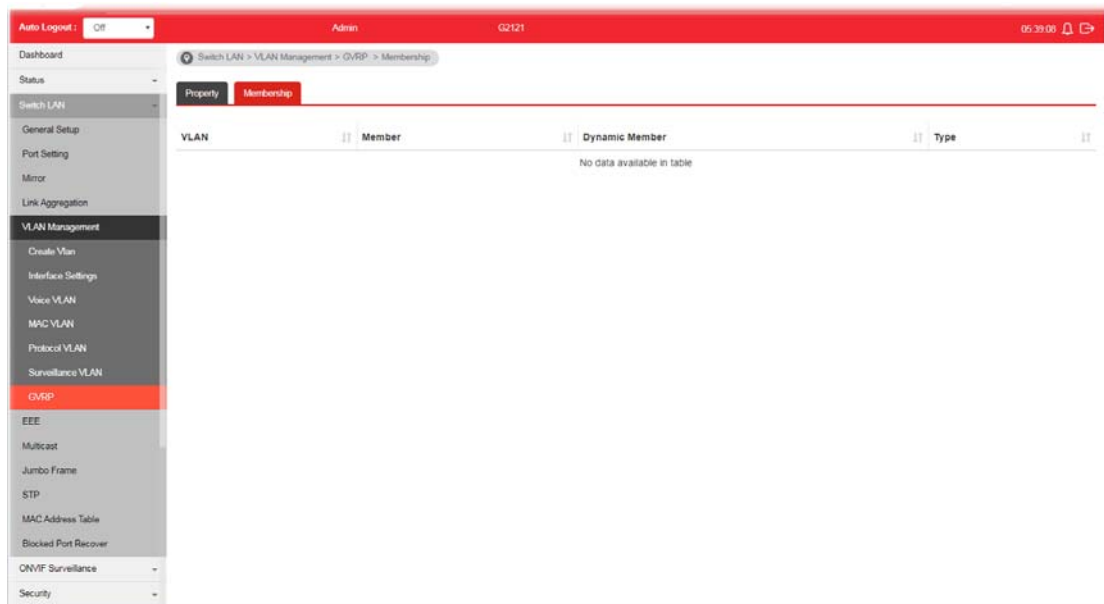 Auto Logout : Off Admin G2121 05:39:08
Dashboard
Status
Switch LAN
General Setup
Port Setting
Mirror
Link Aggregation
VLAN Management
Create Vlan
Interface Settings
Voice VLAN
MAC VLAN
Protocol VLAN
Surveillance VLAN
GVRP
EEE
Multicast
Jumbo Frame
STP
MAC Address Table
Blocked Port Recover
ONVIF Surveillance
Security
Switch LAN > VLAN Management > GVRP > Membership
Property Membership
VLAN Member Dynamic Member Type
No data available in table